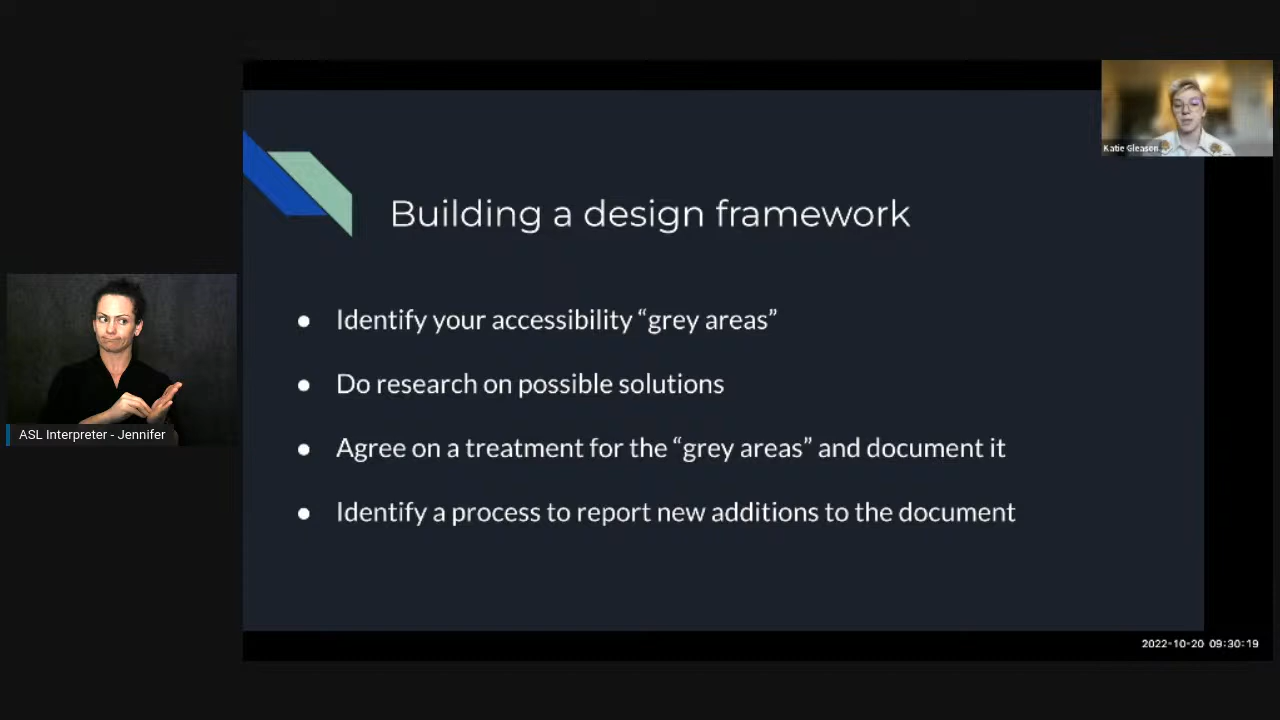 Katie Gleason
Building a design framework
● Identify your accessibility “grey areas”
● Do research on possible solutions
● Agree on a treatment for the “grey areas” and document it
● Identify a process to report new additions to the document
ASL Interpreter - Jennifer
2022-10-20 09:30:19